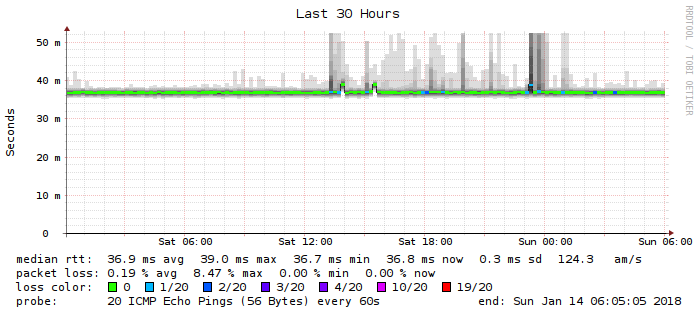 Last 30 Hours
RRDTOOL / TOBI OETIKER
Seconds
50 m
40 m
30 m
20 m
10 m
0
Sat 06:00 Sat 12:00 Sat 18:00 Sun 00:00 Sun 06:00
median rtt: 36.9 ms avg 39.0 ms max 36.7 ms min 36.8 ms now 0.3 ms sd 124.3 am/s
packet loss: 0.19 % avg 8.47 % max 0.00 % min 0.00 % now
loss color: 0 1/20 2/20 3/20 4/20 10/20 19/20
probe: 20 ICMP Echo Pings (56 Bytes) every 60s end: Sun Jan 14 06:05:05 2018